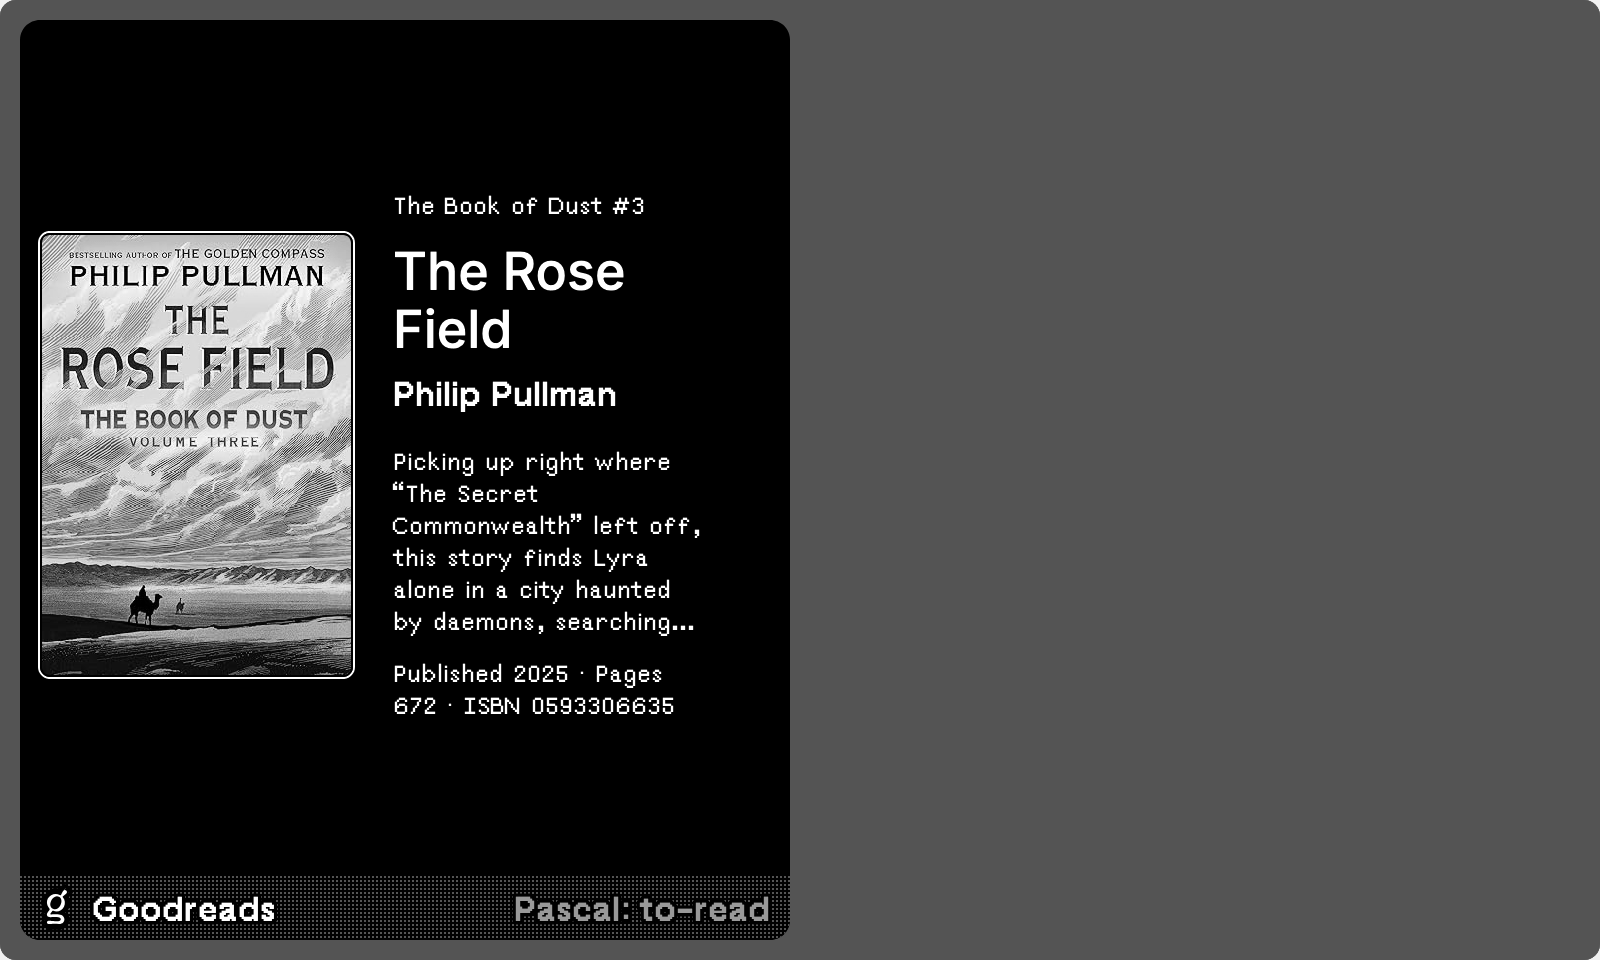 BESTSELLING AUTHOR OF THE GOLDEN COMPASS
PHILIP PULLMAN
THE
ROSE FIELD
THE BOOK OF DUST
VOLUME THREE
The Book of Dust #3
The Rose
Field
Philip Pullman
Picking up right where
“The Secret
Commonwealth” left off,
this story finds Lyra
alone in a city haunted
by daemons, searching...
Published 2025 · Pages
672 · ISBN 0593306635
g Goodreads
Pascal: to-read